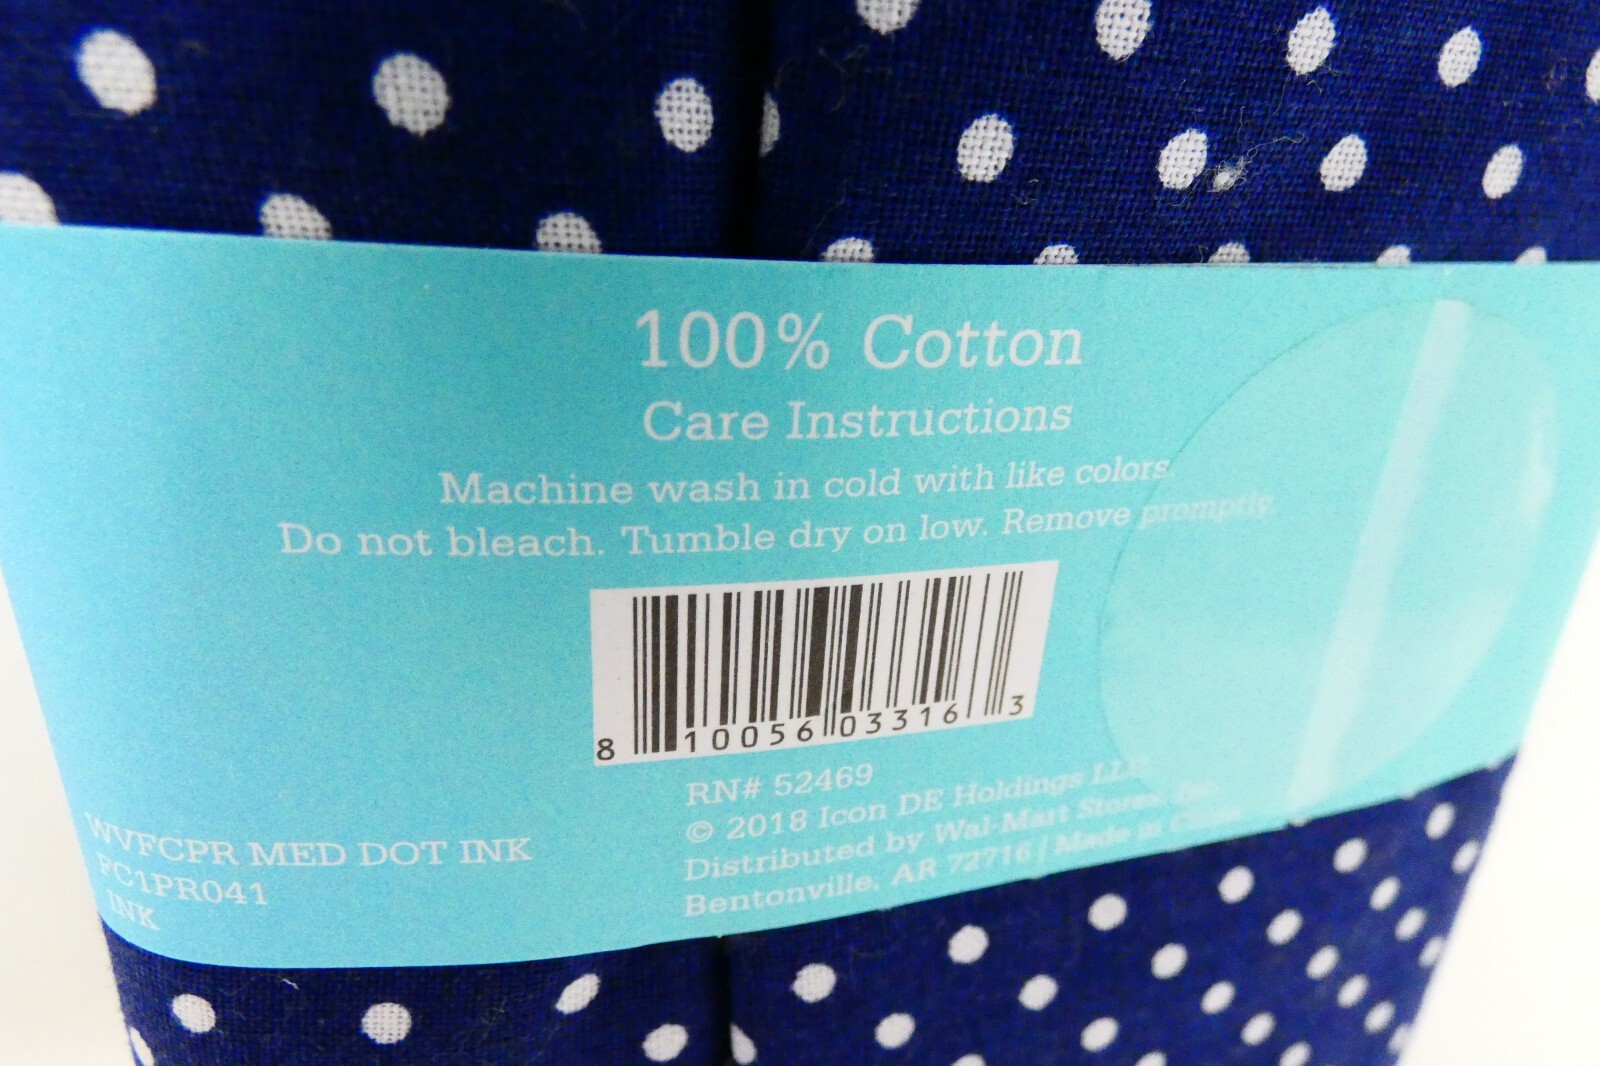 100% Cotton
Care Instructions
Machine wash in cold with like colors
Do not bleach. Tumble dry on low. Remove promptly
8 10056 03316 3
RN# 52469
© 2018 Icon DE Holdings LLC
Distributed by Wal-Mart Stores, Inc.
Bentonville, AR 72716 | Made in China
WVFCPR MED DOT INK
FC1PR041
INK